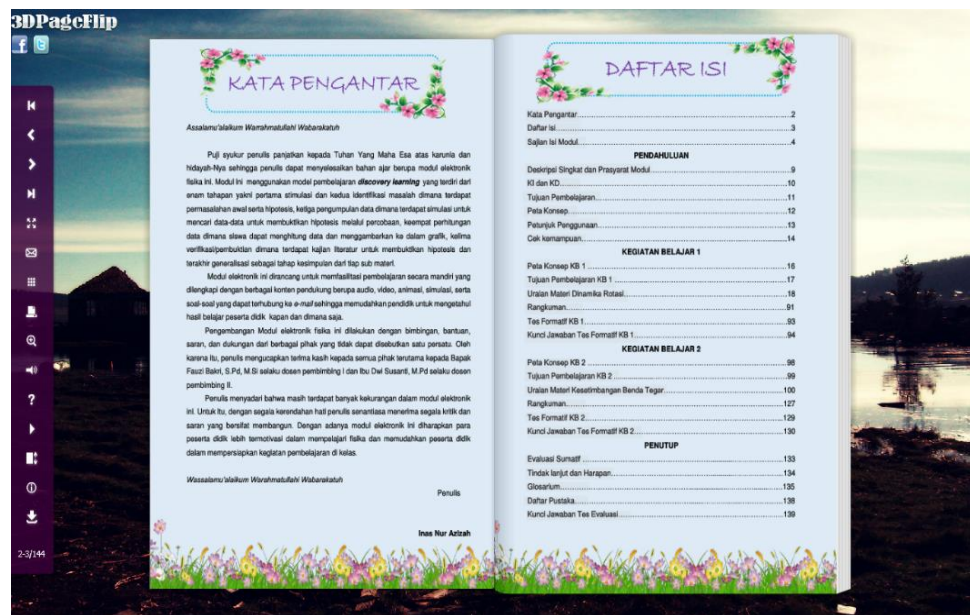 3DPageFlip
KATA PENGANTAR
Assalamu'alaikum Warrahmatullahi Wabarakatuh
Puji syukur penulis panjatkan kepada Tuhan Yang Maha Esa atas karunia dan
hidayah-Nya sehingga penulis dapat menyelesaikan bahan ajar berupa modul elektronik
fisika ini. Modul ini menggunakan model pembelajaran discovery learning yang terdiri dari
enam tahapan yakni pertama stimulasi dan kedua identifikasi masalah dimana terdapat
permasalahan awal serta hipotesis, ketiga pengumpulan data dimana terdapat simulasi untuk
mencari data-data untuk membuktikan hipotesis melalui percobaan, keempat perhitungan
data dimana siswa dapat menghitung data dan menggambarkan ke dalam grafik, kelima
verifikasi/pembuktian dimana terdapat kajian literatur untuk membuktikan hipotesis dan
terakhir generalisasi sebagai tahap kesimpulan dari tiap sub materi.
Modul elektronik ini dirancang untuk memfasilitasi pembelajaran secara mandiri yang
dilengkapi dengan berbagai konten pendukung berupa audio, video, animasi, simulasi, serta
soal-soal yang dapat terhubung ke e-mail sehingga memudahkan pendidik untuk mengetahui
hasil belajar peserta didik kapan dan dimana saja.
Pengembangan Modul elektronik fisika ini dilakukan dengan bimbingan, bantuan,
saran, dan dukungan dari berbagai pihak yang tidak dapat disebutkan satu persatu. Oleh
karena itu, penulis mengucapkan terima kasih kepada semua pihak terutama kepada Bapak
Fauzi Bakri, S.Pd, M.Si selaku dosen pembimbing I dan Ibu Dwi Susanti, M.Pd selaku dosen
pembimbing II.
Penulis menyadari bahwa masih terdapat banyak kekurangan dalam modul elektronik
ini. Untuk itu, dengan segala kerendahan hati penulis senantiasa menerima segala kritik dan
saran yang bersifat membangun. Dengan adanya modul elektronik ini diharapkan para
peserta didik lebih termotivasi dalam mempelajari fisika dan memudahkan peserta didik
dalam mempersiapkan kegiatan pembelajaran di kelas.
Wassalamu'alaikum Warahmatullahi Wabarakatuh
Penulis
Inas Nur Azizah
DAFTAR ISI
Kata Pengantar 2
Daftar Isi 3
Sajian Isi Modul 4
PENDAHULUAN
Deskripsi Singkat dan Prasyarat Modul 9
KI dan KD 10
Tujuan Pembelajaran 11
Peta Konsep 12
Petunjuk Penggunaan 13
Cek kemampuan 14
KEGIATAN BELAJAR 1
Peta Konsep KB 1 16
Tujuan Pembelajaran KB 1 17
Uraian Materi Dinamika Rotasi 18
Rangkuman 91
Tes Formatif KB 1 93
Kunci Jawaban Tes Formatif KB 1 94
KEGIATAN BELAJAR 2
Peta Konsep KB 2 98
Tujuan Pembelajaran KB 2 99
Uraian Materi Kesetimbangan Benda Tegar 100
Rangkuman 127
Tes Formatif KB 2 129
Kunci Jawaban Tes Formatif KB 2 130
PENUTUP
Evaluasi Sumatif 133
Tindak lanjut dan Harapan 134
Glosarium 135
Daftar Pustaka 138
Kunci Jawaban Tes Evaluasi 139
2-3/144